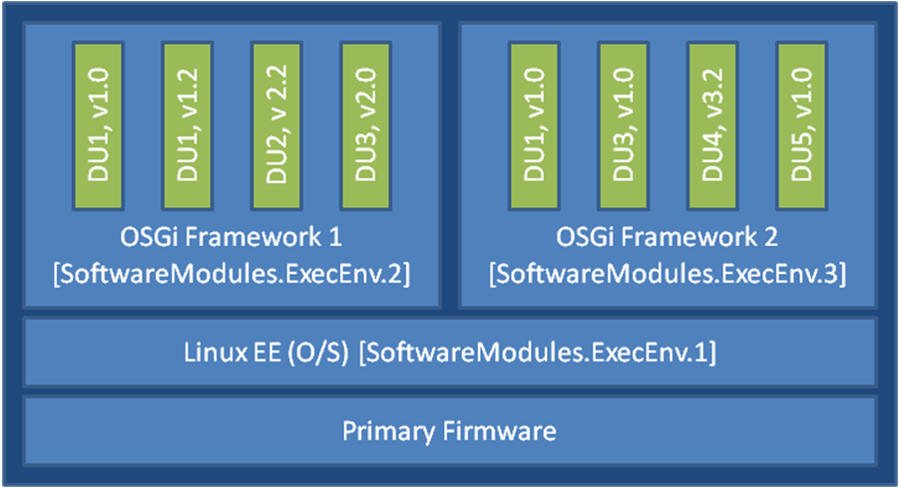 DU1, v1.0
DU1, v1.2
DU2, v 2.2
DU3, v2.0
OSGi Framework 1
[SoftwareModules.ExecEnv.2]
DU1, v1.0
DU3, v1.0
DU4, v3.2
DU5, v1.0
OSGi Framework 2
[SoftwareModules.ExecEnv.3]
Linux EE (O/S) [SoftwareModules.ExecEnv.1]
Primary Firmware